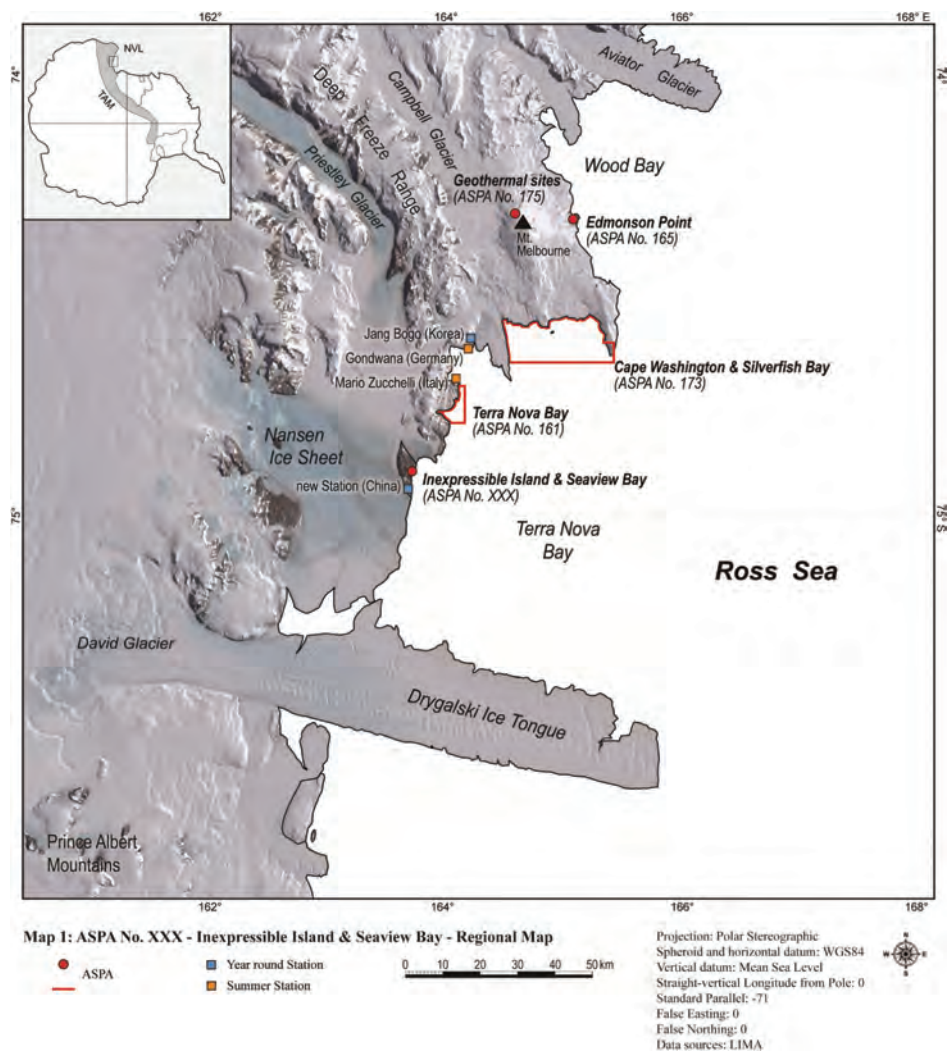 162°
164°
166°
168° E
NVL
TAM
74°
74°
Aviator Glacier
Deep
Freeze
Range
Campbell Glacier
Priestley Glacier
Wood Bay
Geothermal sites
(ASPA No. 175)
Edmonson Point
(ASPA No. 165)
Mt.
Melbourne
Jang Bogo (Korea)
Gondwana (Germany)
Cape Washington & Silverfish Bay
(ASPA No. 173)
Mario Zucchelli (Italy)
Terra Nova Bay
(ASPA No. 161)
Nansen
Ice Sheet
Inexpressible Island & Seaview Bay
(ASPA No. XXX)
new Station (China)
75°
75°S
Terra Nova
Bay
Ross Sea
David Glacier
Drygalski Ice Tongue
Prince Albert
Mountains
162°
164°
166°
168°
Map 1: ASPA No. XXX - Inexpressible Island & Seaview Bay - Regional Map
ASPA
Year round Station
Summer Station
0 10 20 30 40 50 km
Projection: Polar Stereographic
Spheroid and horizontal datum: WGS84
Vertical datum: Mean Sea Level
Straight-vertical Longitude from Pole: 0
Standard Parallel: -71
False Easting: 0
False Northing: 0
Data sources: LIMA
N
W
E
S